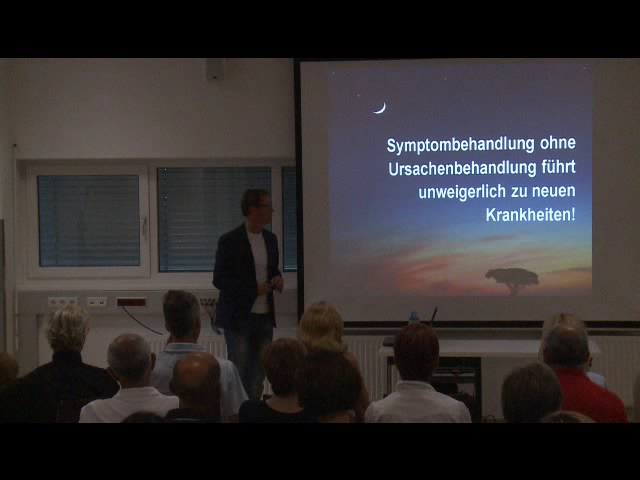 Symptombehandlung ohne
Ursachenbehandlung führt
unweigerlich zu neuen
Krankheiten!